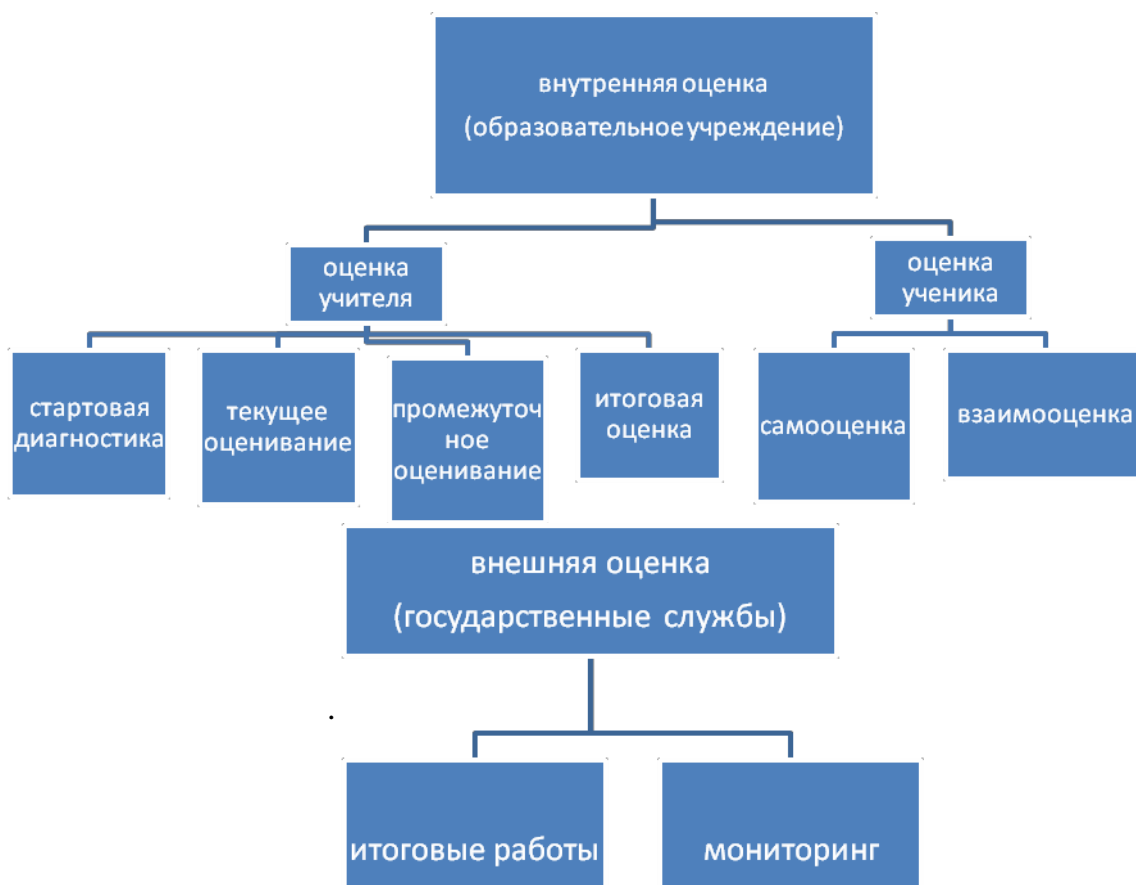 внутренняя оценка
(образовательное учреждение)
оценка
учителя
оценка
ученика
стартовая
диагностика
текущее
оценивание
промежуточ
ное
оценивание
итоговая
оценка
самооценка
взаимооценка
внешняя оценка
(государственные службы)
.
итоговые работы
мониторинг